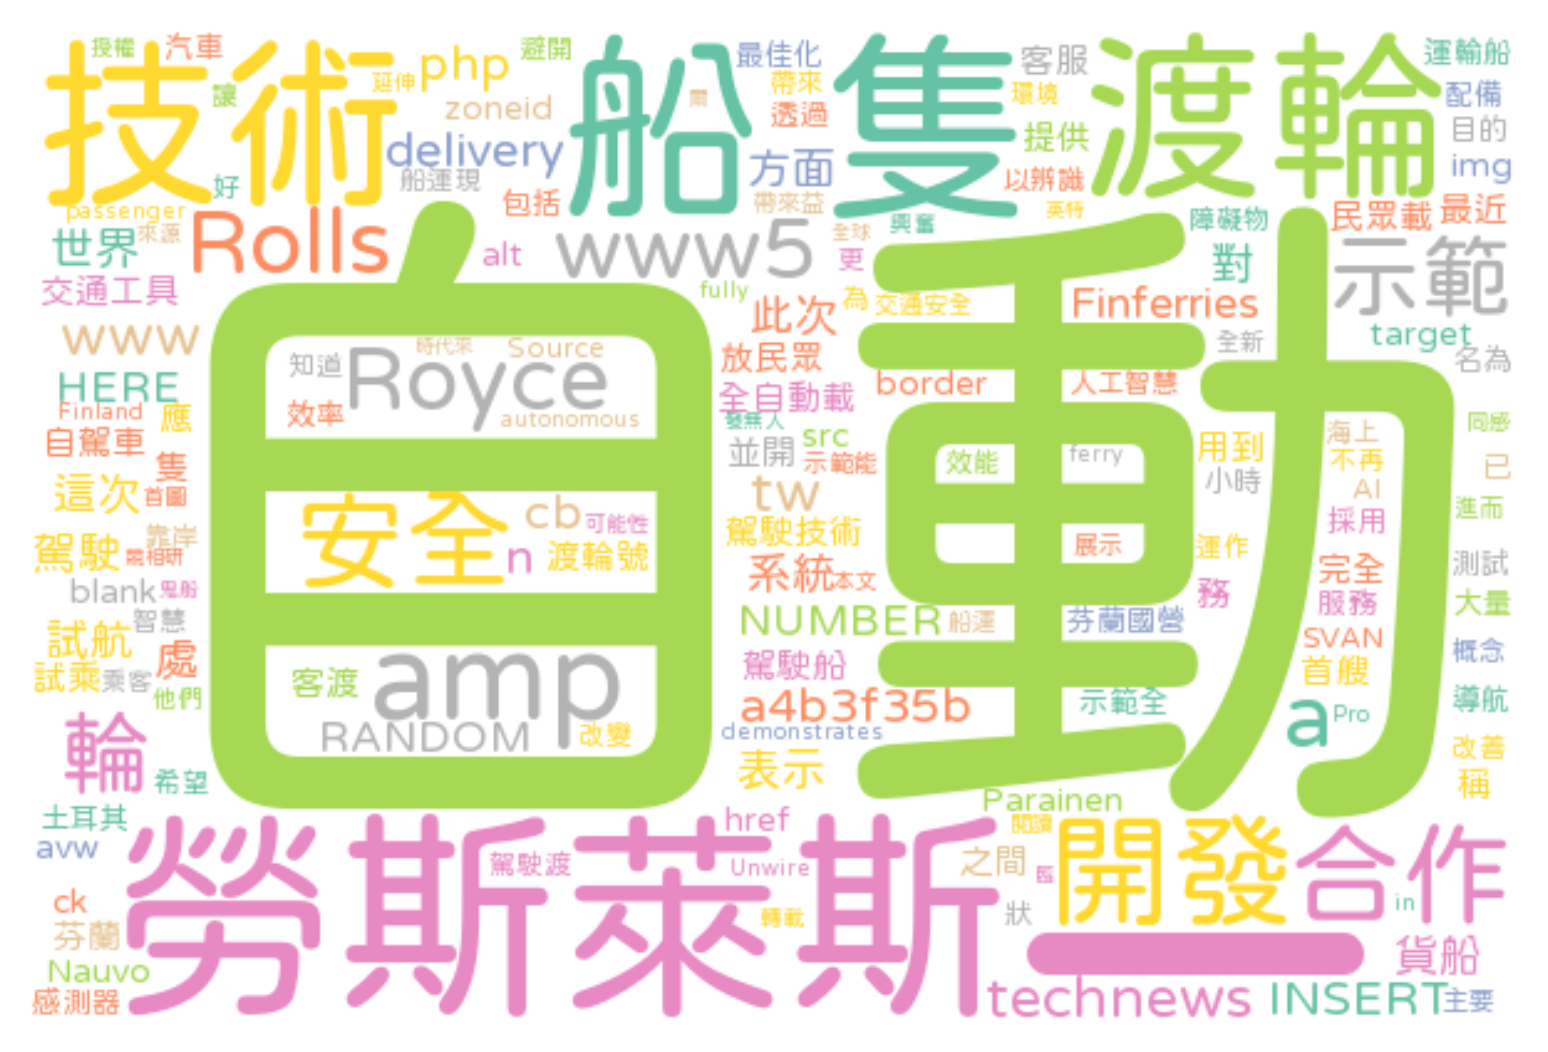 授權 汽車 php 避開 最佳化 客服 運輸船
技術 延伸 船 隻 帶來 環境 渡輪 配備
讓 zoneid 爾 透過 提供 目的
delivery 方面 img
好 船運現 包括 帶來益 以辨識 英特
passenger 來源 Rolls 全球 興奮 障礙物 民眾載 最近
世界 alt www5 更 對 示範
交通工具 fully 為 交通安全 Finferries
www 此次 target
知道 時代來 Source 放民眾 全新 名為
HERE Royce 全自動載 border 人工智慧
Finland 應 效率 autonomous 發無人 同感
自駕車 自動 並開 src 用到 海上
隻 示範能 效能 ferry 小時 不再 已
這次 首圖 tw AI 進而
安全 cb 可能性 駕駛技術 採用
駕駛 靠岸 競相研 n 渡輪號 系統 本文 展示 運作 完全 測試
blank 鬼船 務 服務 大量
智慧 NUMBER 船運 芬蘭國營
試航 處 駕駛船 SVAN 概念
試乘 乘客 他們 客渡 amp a4b3f35b 示範全 首艘 導航
RANDOM 改變 demonstrates a Pro 改善
輪 希望 表示 稱
土耳其 href Parainen
avw 駕駛渡 Unwire 閱讀 之間 開發 合作
ck 勞斯萊斯 轉載 狀 in
芬蘭 貨船
Nauvo
感測器 technews INSERT 主要